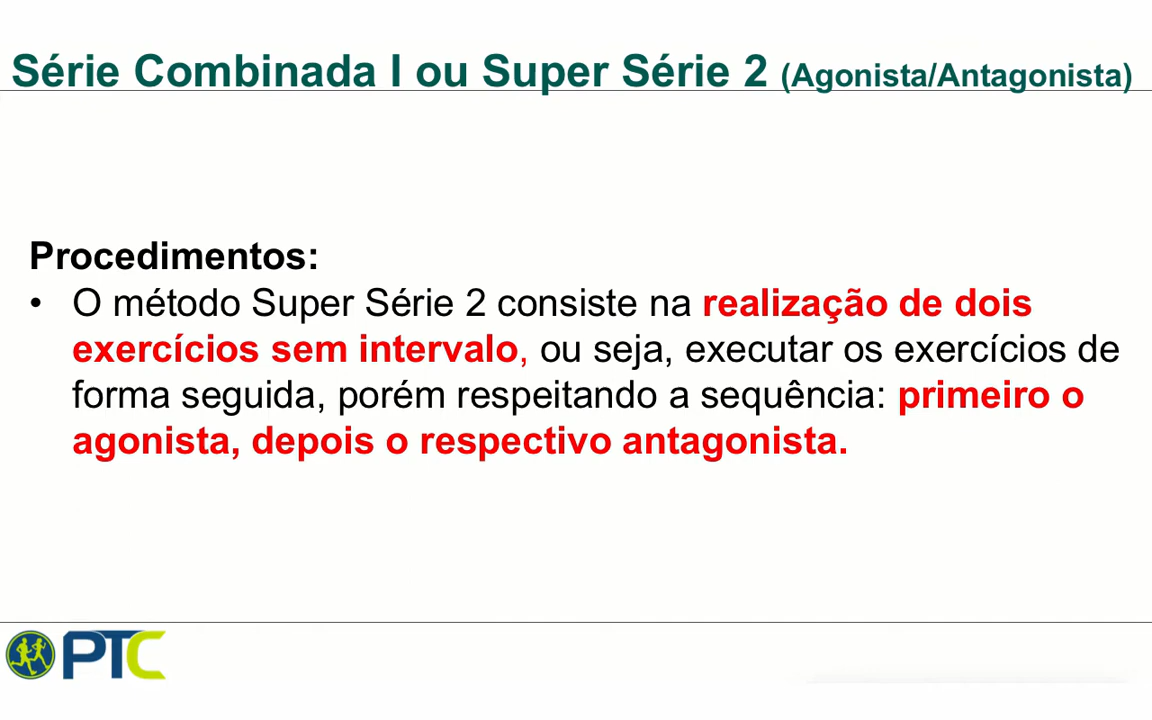 Série Combinada I ou Super Série 2 (Agonista/Antagonista)
Procedimentos:
• O método Super Série 2 consiste na realização de dois
exercícios sem intervalo, ou seja, executar os exercícios de
forma seguida, porém respeitando a sequência: primeiro o
agonista, depois o respectivo antagonista.
PTC